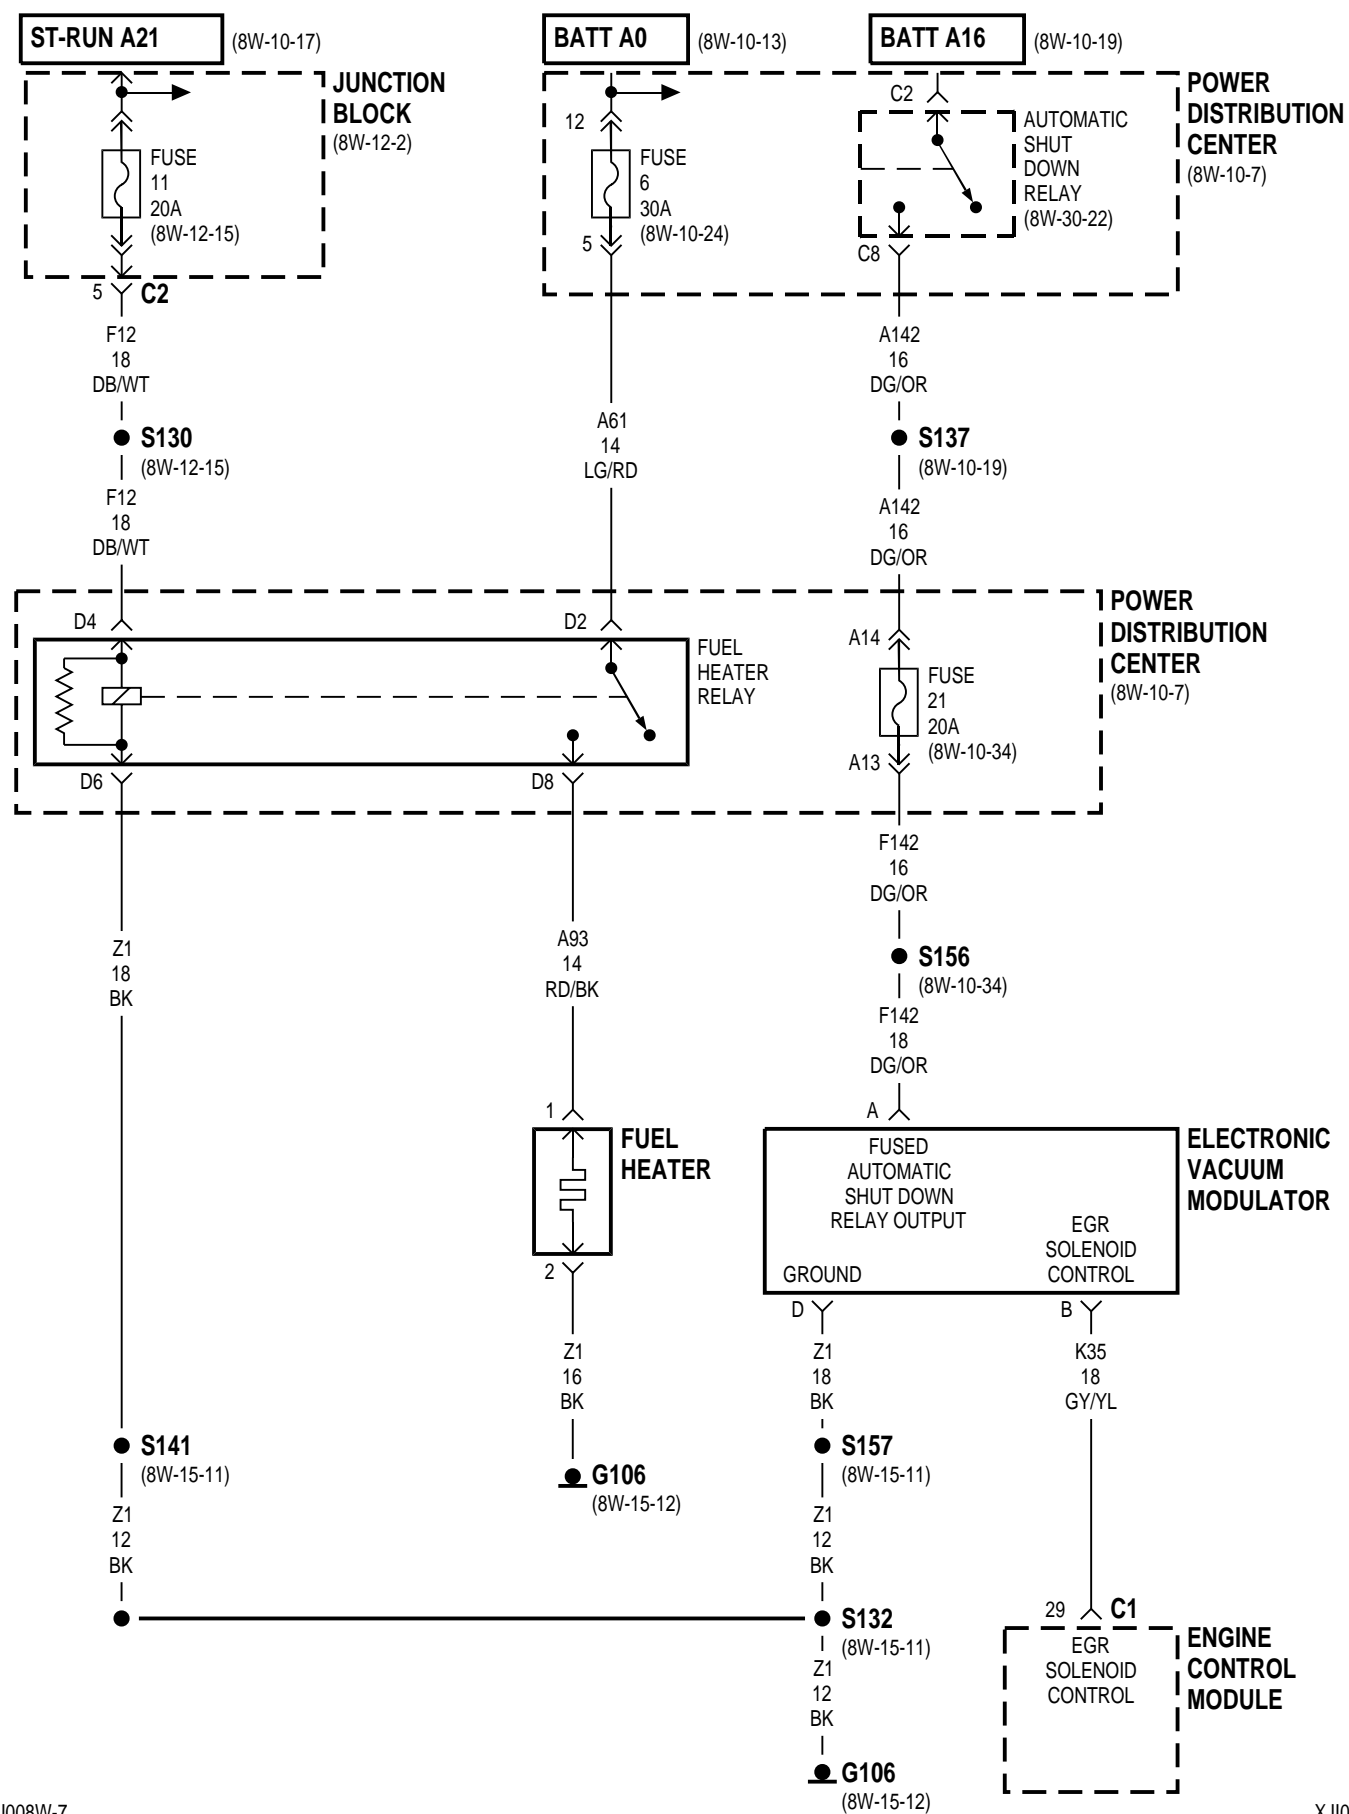 ST-RUN A21
(8W-10-17)
BATT A0
(8W-10-13)
BATT A16
(8W-10-19)
JUNCTION
BLOCK
(8W-12-2)
POWER
DISTRIBUTION
CENTER
(8W-10-7)
FUSE
11
20A
(8W-12-15)
12
FUSE
6
30A
(8W-10-24)
5
C2
AUTOMATIC
SHUT
DOWN
RELAY
(8W-30-22)
C8
5
C2
F12
18
DB/WT
S130
(8W-12-15)
F12
18
DB/WT
A61
14
LG/RD
A142
16
DG/OR
S137
(8W-10-19)
A142
16
DG/OR
POWER
DISTRIBUTION
CENTER
(8W-10-7)
D4
D2
FUEL
HEATER
RELAY
D6
D8
A14
FUSE
21
20A
(8W-10-34)
A13
Z1
18
BK
A93
14
RD/BK
F142
16
DG/OR
S156
(8W-10-34)
F142
18
DG/OR
1
FUEL
HEATER
2
A
FUSED
AUTOMATIC
SHUT DOWN
RELAY OUTPUT
EGR
SOLENOID
CONTROL
GROUND
ELECTRONIC
VACUUM
MODULATOR
D
B
Z1
16
BK
Z1
18
BK
K35
18
GY/YL
S141
(8W-15-11)
G106
(8W-15-12)
S157
(8W-15-11)
Z1
12
BK
Z1
12
BK
S132
(8W-15-11)
29
C1
EGR
SOLENOID
CONTROL
ENGINE
CONTROL
MODULE
Z1
12
BK
G106
(8W-15-12)
J008W-7